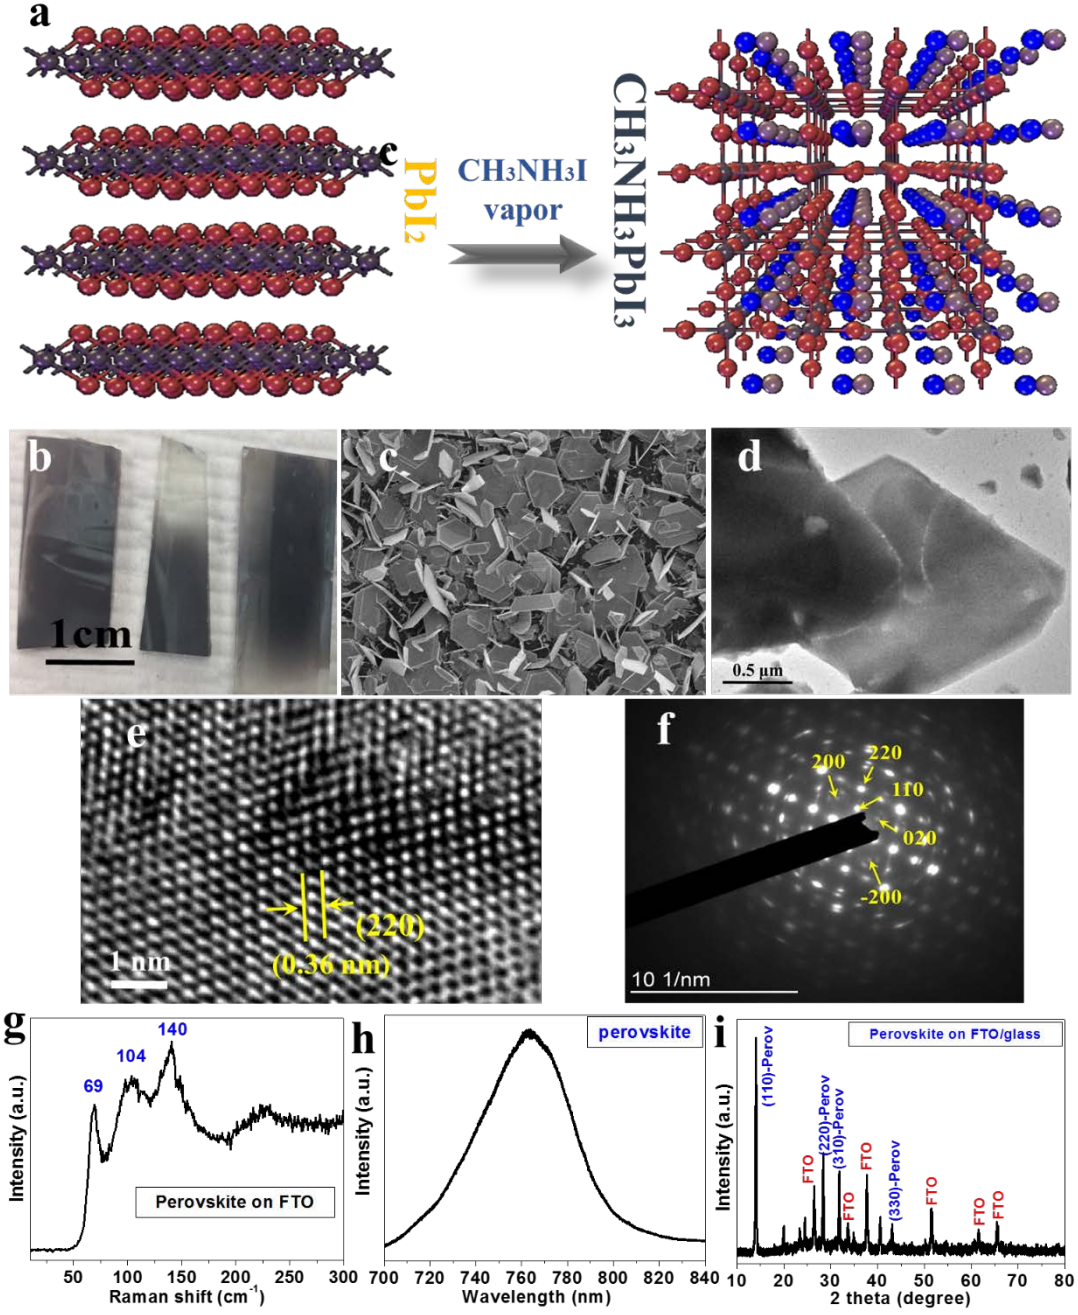 a
c
PbI2
CH3NH3I
vapor
CH3NH3PbI3
b
1cm
c
d
0.5 μm
e
(220)
(0.36 nm)
1 nm
f
200
220
110
020
-200
10 1/nm
g
69
104
140
Perovskite on FTO
Intensity (a.u.)
50 100 150 200 250 300
Raman shift (cm-1)
h
perovskite
Intensity (a.u.)
700 720 740 760 780 800 820 840
Wavelength (nm)
i
Perovskite on FTO/glass
(110)-Perov
FTO
(220)-Perov
(310)-Perov
FTO
FTO
(330)-Perov
FTO
FTO
FTO
Intensity (a.u.)
10 20 30 40 50 60 70 80
2 theta (degree)